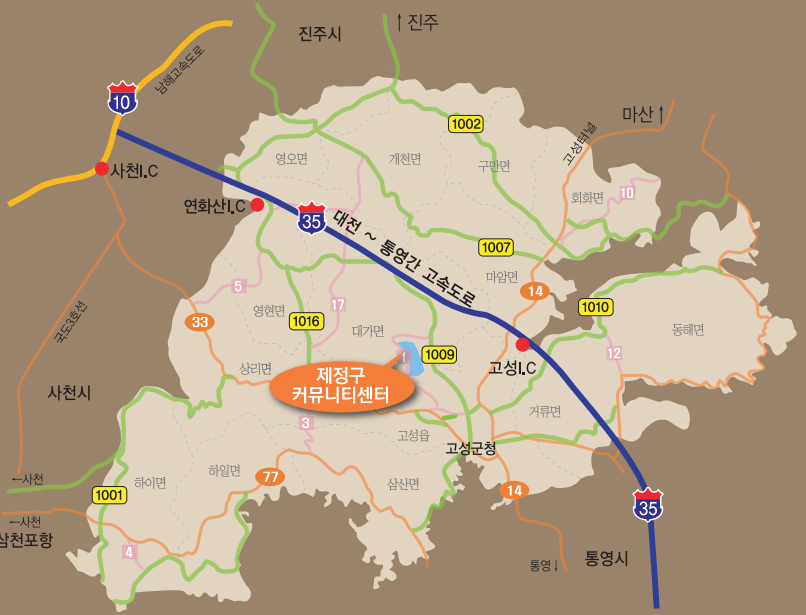 진주시
↑ 진주
남해고속도로
10
마산 ↑
1002
고성터널
영오면
개천면
구만면
사천I.C
회화면
10
연화산I.C
35
대전 ~ 통영간 고속도로
1007
마암면
5
14
17
영현면
1010
국도3호선
33
1016
대가면
동해면
1
1009
고성I.C
12
상리면
제정구
커뮤니티센터
사천시
거류면
3
고성읍
고성군청
하일면
77
←사천
하이면
삼산면
1001
14
35
←사천
삼천포항
4
통영↓
통영시